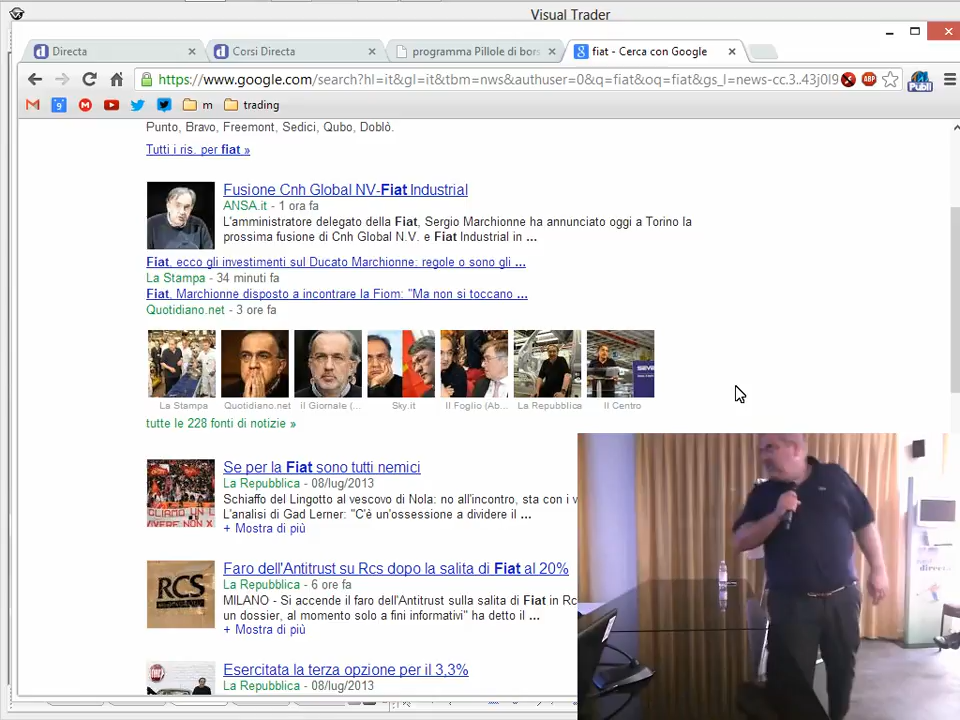 Visual Trader
Directa
Corsi Directa
programma Pillole di bors
fiat - Cerca con Google
https://www.google.com/search?hl=it&gl=it&tbm=nws&authuser=0&q=fiat&oq=fiat&gs_l=news-cc.3..43j0l9
ABP
Publi
9
m
trading
Punto, Bravo, Freemont, Sedici, Qubo, Doblò.
Tutti i ris. per fiat »
Fusione Cnh Global NV-Fiat Industrial
ANSA.it - 1 ora fa
L'amministratore delegato della Fiat, Sergio Marchionne ha annunciato oggi a Torino la
prossima fusione di Cnh Global N.V. e Fiat Industrial in ...
Fiat, ecco gli investimenti sul Ducato Marchionne: regole o sono gli ...
La Stampa - 34 minuti fa
Fiat, Marchionne disposto a incontrare la Fiom: "Ma non si toccano ...
Quotidiano.net - 3 ore fa
La Stampa
Quotidiano.net
il Giornale (...
Sky.it
Il Foglio (Ab...
La Repubblica
Il Centro
tutte le 228 fonti di notizie »
Se per la Fiat sono tutti nemici
La Repubblica - 08/lug/2013
Schiaffo del Lingotto al vescovo di Nola: no all'incontro, sta con i v
L'analisi di Gad Lerner: "C'è un'ossessione a dividere il ...
+ Mostra di più
RCS
Faro dell'Antitrust su Rcs dopo la salita di Fiat al 20%
La Repubblica - 6 ore fa
MILANO - Si accende il faro dell'Antitrust sulla salita di Fiat in Rc
un dossier, al momento solo a fini informativi" ha detto il ...
+ Mostra di più
Esercitata la terza opzione per il 3,3%
La Repubblica - 08/lug/2013